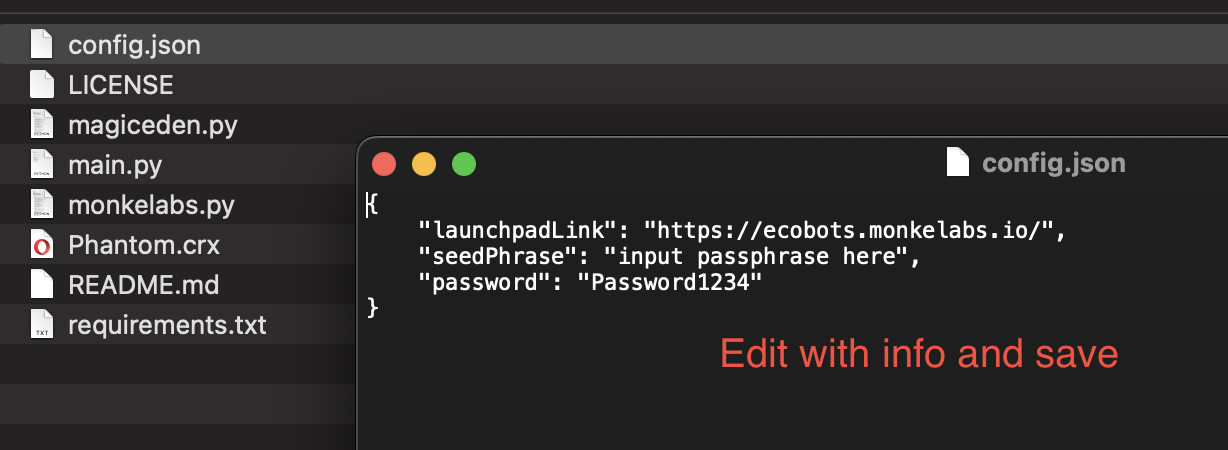 config.json
LICENSE
magiceden.py
main.py
monkelabs.py
Phantom.crx
README.md
TXT
requirements.txt
config.json
{
    "launchpadLink": "https://ecobots.monkelabs.io/",
    "seedPhrase": "input passphrase here",
    "password": "Password1234"
}
Edit with info and save